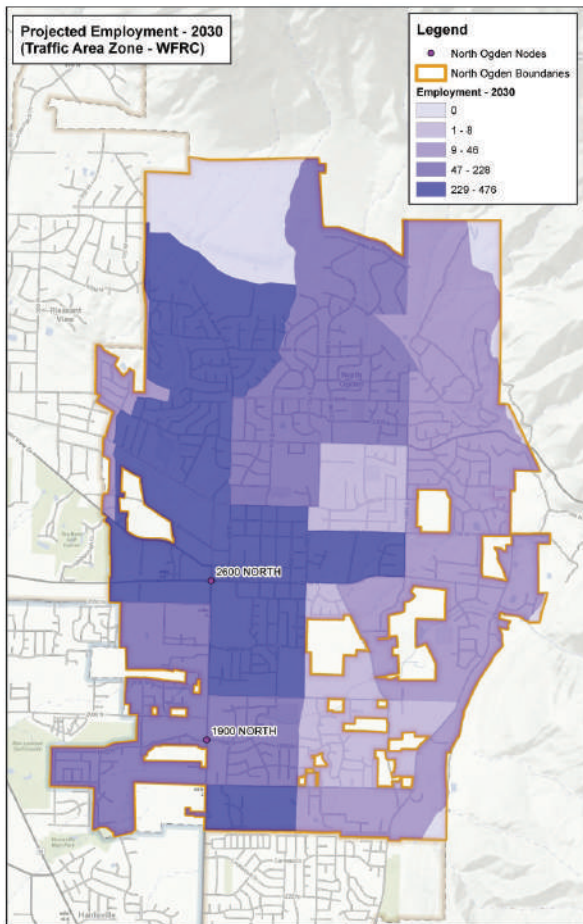 Projected Employment - 2030
(Traffic Area Zone - WFRC)
Legend
North Ogden Nodes
North Ogden Boundaries
Employment - 2030
0
1 - 8
9 - 46
47 - 228
229 - 476
Pleasant
View
North
Ogden
2600 NORTH
1900 NORTH
Harrisville